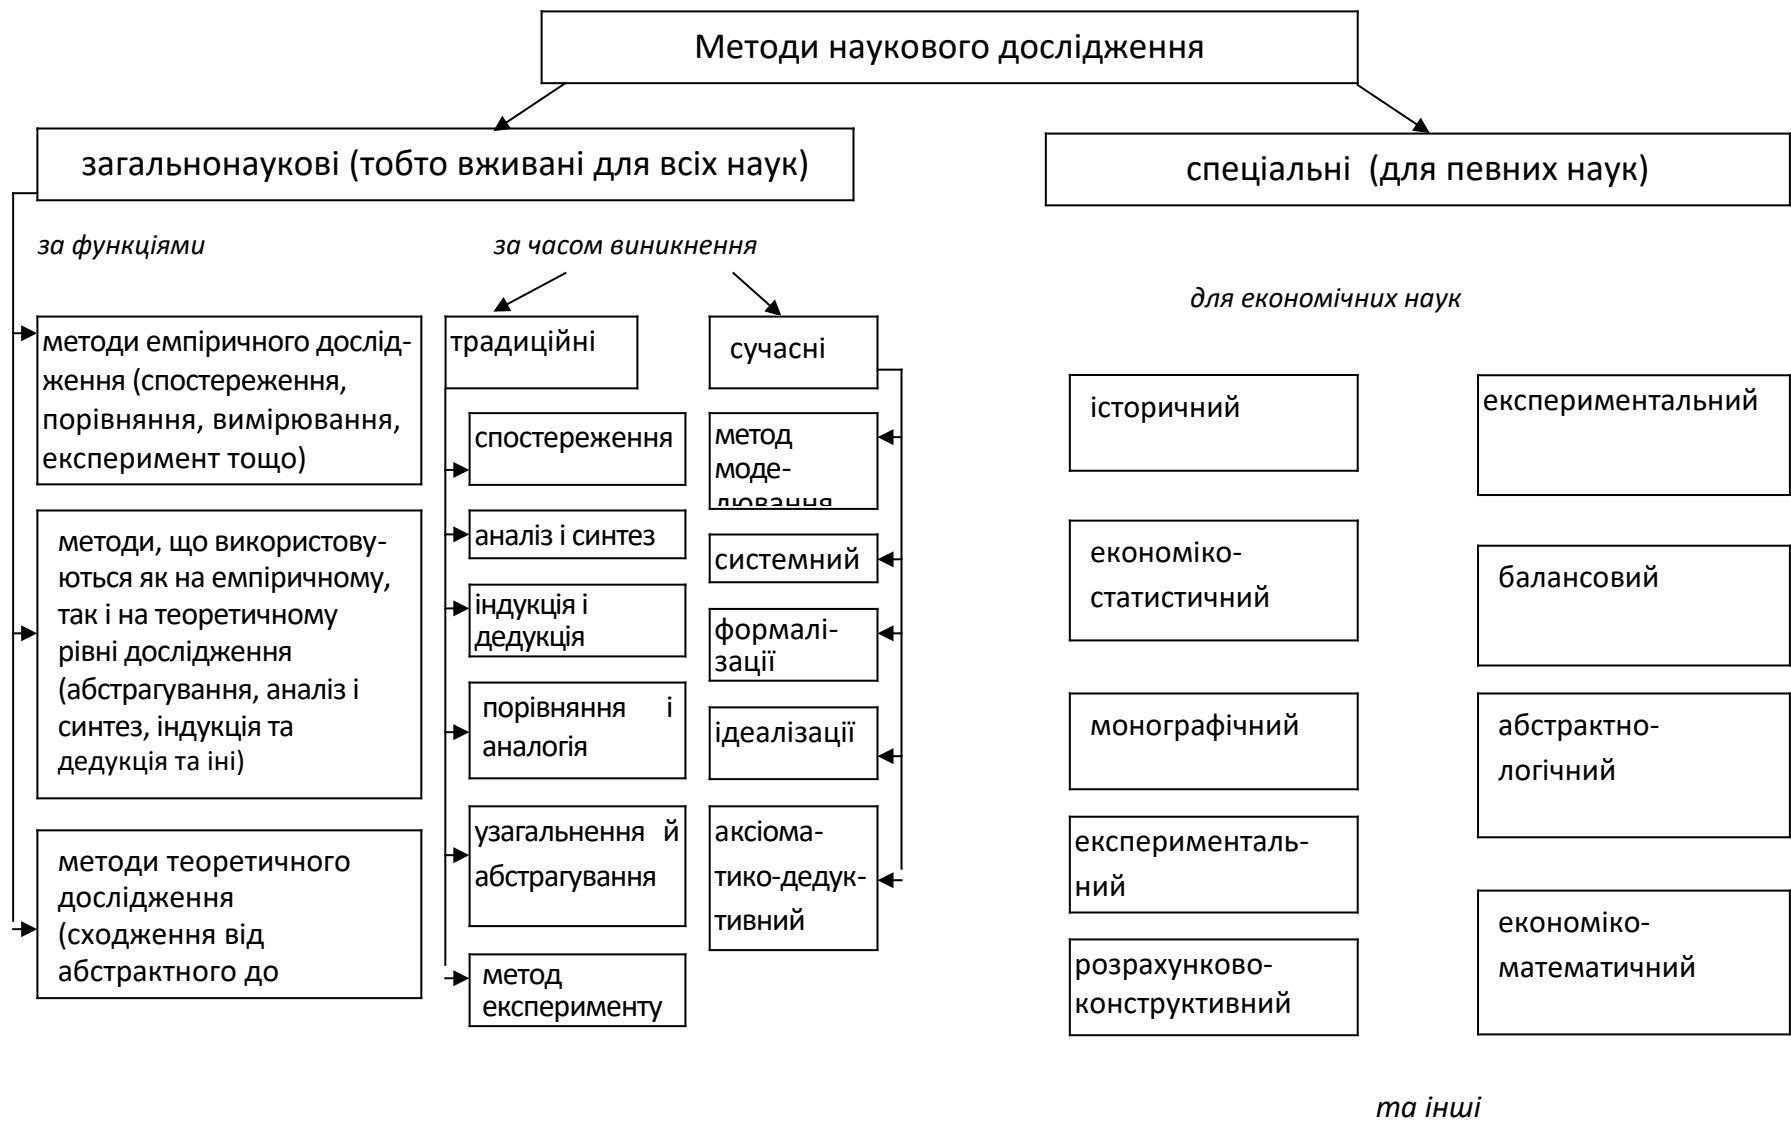 Методи наукового дослідження
загальнонаукові (тобто вживані для всіх наук)
за функціями
методи емпіричного дослід-
ження (спостереження,
порівняння, вимірювання,
експеримент тощо)
методи, що використову-
ються як на емпіричному,
так і на теоретичному
рівні дослідження
(абстрагування, аналіз і
синтез, індукція та
дедукція та іні)
методи теоретичного
дослідження
(сходження від
абстрактного до
за часом виникнення
традиційні
спостереження
аналіз і синтез
індукція і
дедукція
порівняння і
аналогія
узагальнення й
абстрагування
метод
експерименту
сучасні
метод
моде-
лювання
системний
формалі-
зації
ідеалізації
аксіома-
тико-дедук-
тивний
спеціальні (для певних наук)
для економічних наук
історичний
економіко-
статистичний
монографічний
експерименталь-
ний
розрахунково-
конструктивний
експериментальний
балансовий
абстрактно-
логічний
економіко-
математичний
та інші